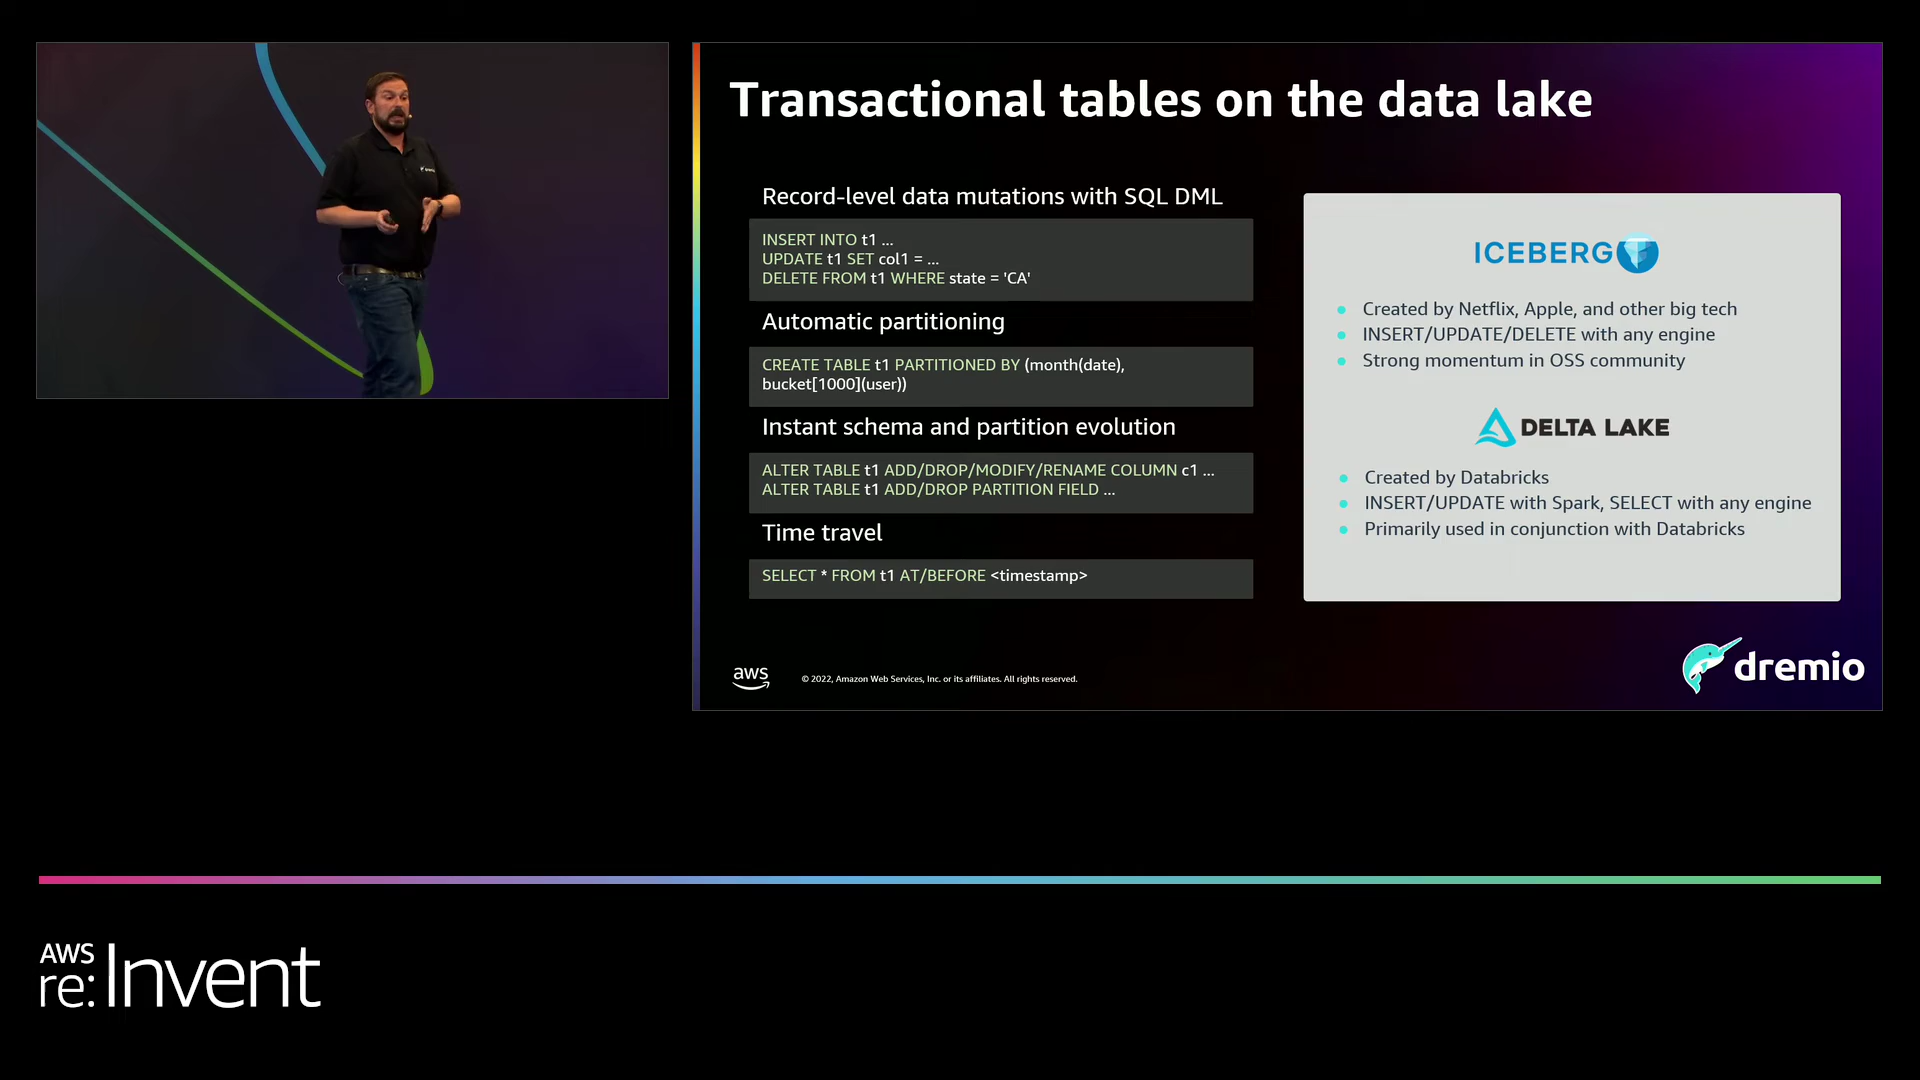 Transactional tables on the data lake
Record-level data mutations with SQL DML
INSERT INTO t1 ...
UPDATE t1 SET col1 = ...
DELETE FROM t1 WHERE state = 'CA'
Automatic partitioning
CREATE TABLE t1 PARTITIONED BY (month(date),
bucket[1000](user))
Instant schema and partition evolution
ALTER TABLE t1 ADD/DROP/MODIFY/RENAME COLUMN c1 ...
ALTER TABLE t1 ADD/DROP PARTITION FIELD ...
Time travel
SELECT * FROM t1 AT/BEFORE <timestamp>
ICEBERG
• Created by Netflix, Apple, and other big tech
• INSERT/UPDATE/DELETE with any engine
• Strong momentum in OSS community
DELTA LAKE
• Created by Databricks
• INSERT/UPDATE with Spark, SELECT with any engine
• Primarily used in conjunction with Databricks
aws
© 2022, Amazon Web Services, Inc. or its affiliates. All rights reserved.
dremio
AWS
re:Invent